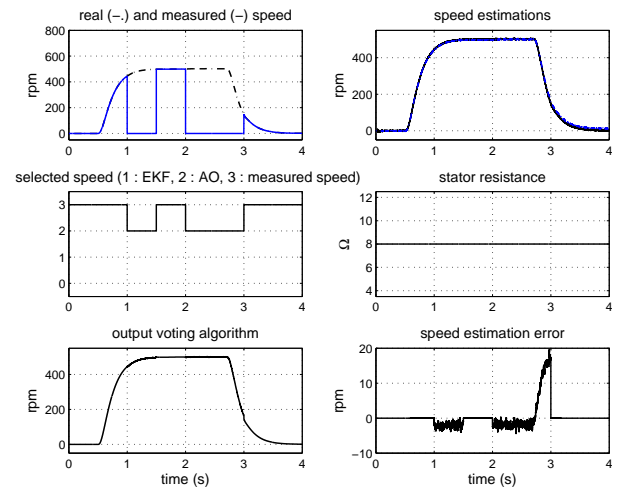 real (−.) and measured (−) speed
800
600
400
200
0
rpm
0 1 2 3 4
speed estimations
400
200
0
rpm
0 1 2 3 4
selected speed (1 : EKF, 2 : AO, 3 : measured speed)
3
2
1
0
0 1 2 3 4
stator resistance
12
10
8
6
4
Ω
0 1 2 3 4
output voting algorithm
400
200
0
rpm
0 1 2 3 4
time (s)
speed estimation error
20
10
0
−10
rpm
0 1 2 3 4
time (s)